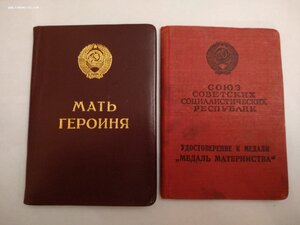 МАТЬ
ГЕРОИНЯ
СОЮЗ
СОВЕТСКИХ
СОЦИАЛИСТИЧЕСКИХ
РЕСПУБЛИК
УДОСТОВЕРЕНИЕ К МЕДАЛИ
„МЕДАЛЬ МАТЕРИНСТВА“